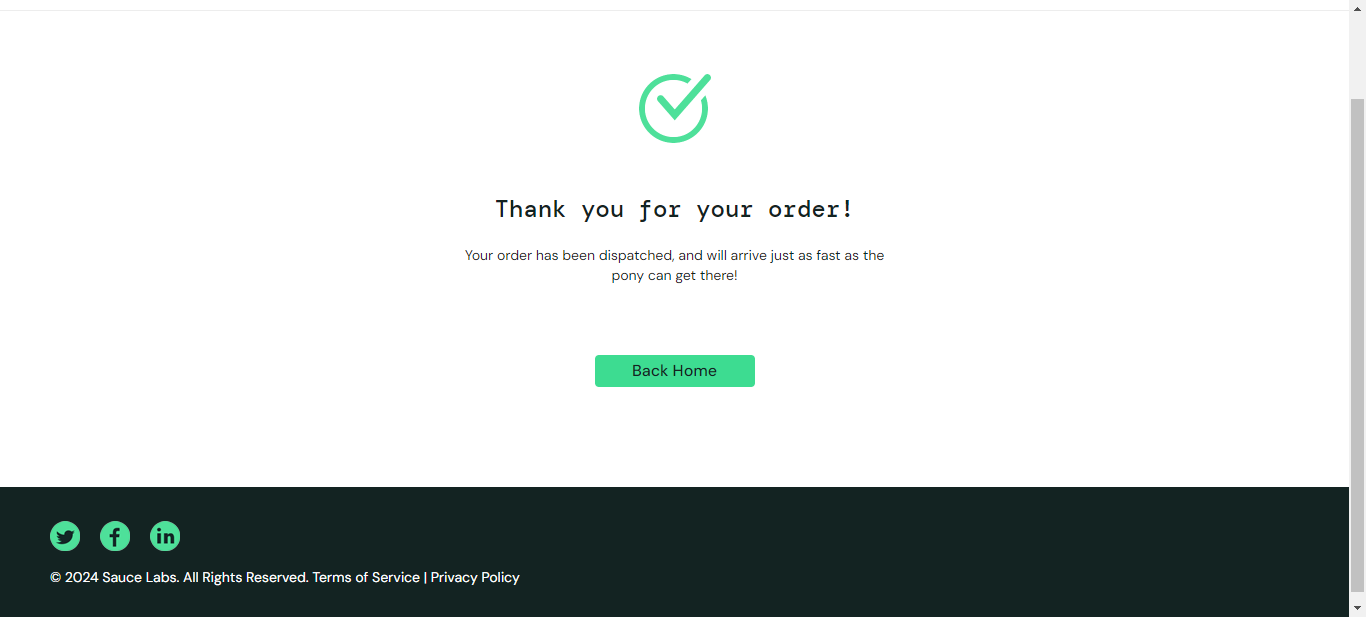 Thank you for your order!
Your order has been dispatched, and will arrive just as fast as the
pony can get there!
Back Home
© 2024 Sauce Labs. All Rights Reserved. Terms of Service | Privacy Policy